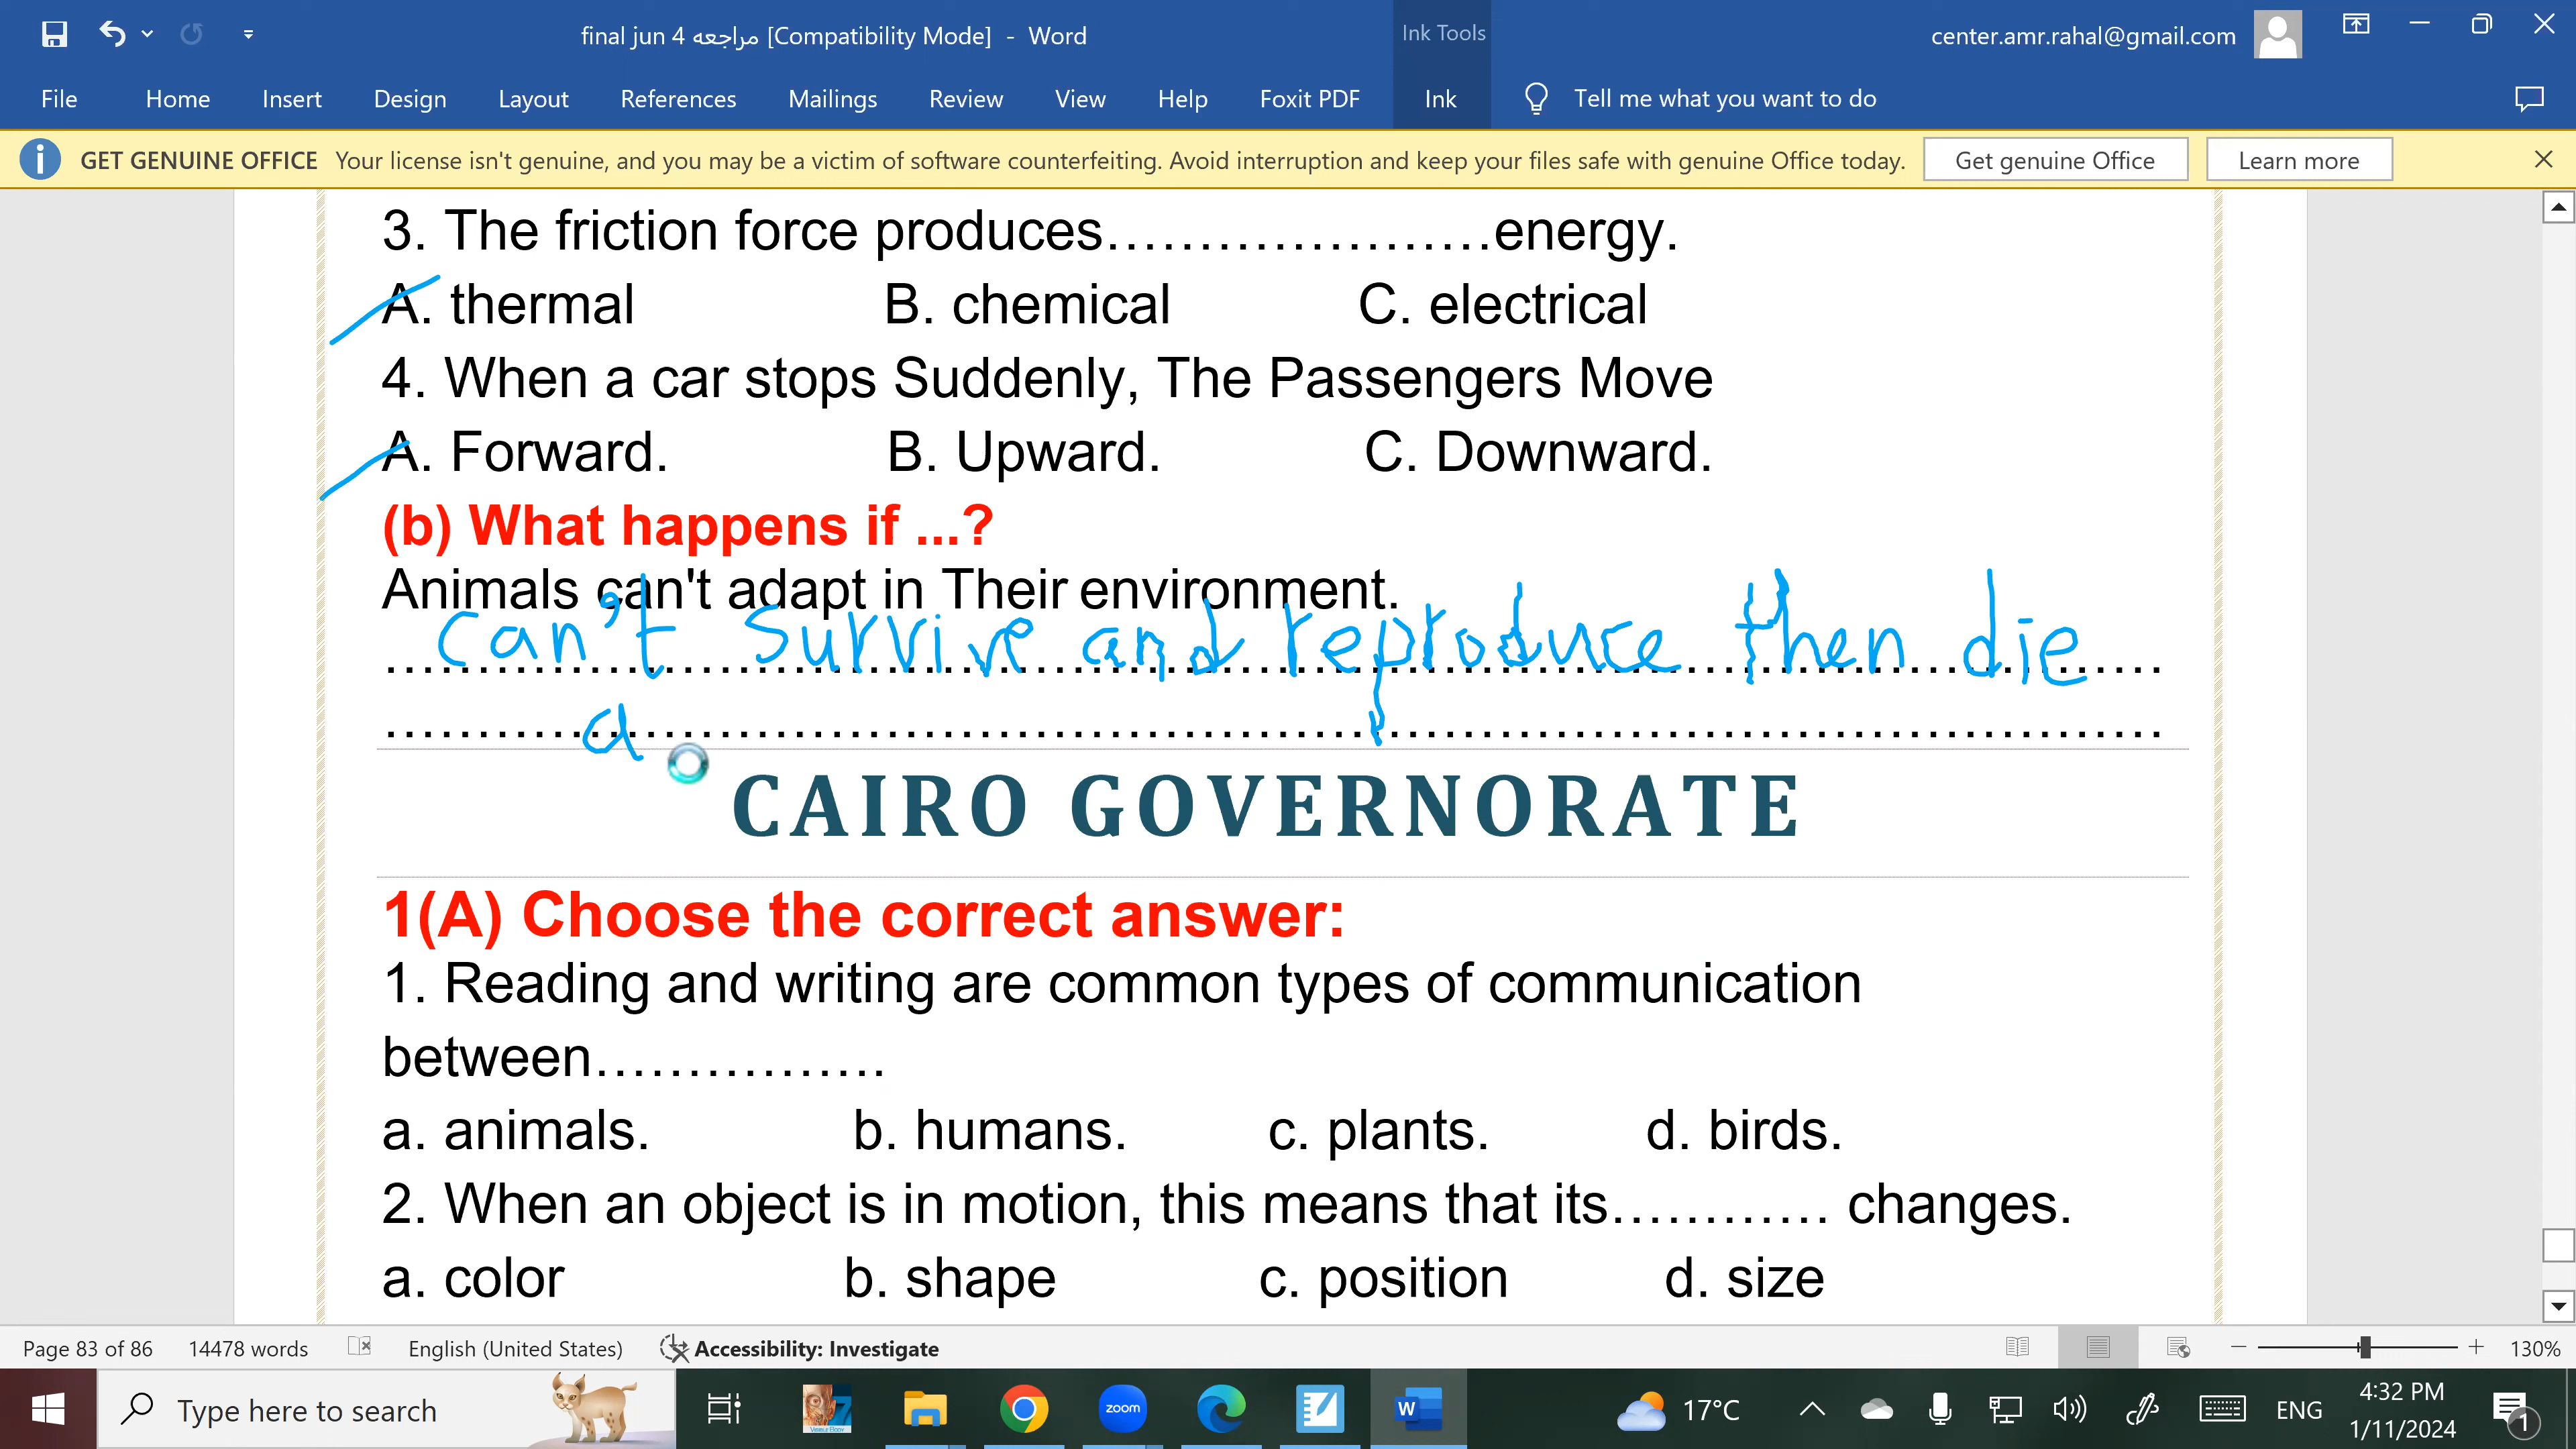 final jun 4 مراجعه [Compatibility Mode] - Word
Ink Tools
center.amr.rahal@gmail.com
File Home Insert Design Layout References Mailings Review View Help Foxit PDF Ink Tell me what you want to do
GET GENUINE OFFICE Your license isn't genuine, and you may be a victim of software counterfeiting. Avoid interruption and keep your files safe with genuine Office today. Get genuine Office Learn more
3. The friction force produces…………………energy.
A. thermal B. chemical C. electrical
4. When a car stops Suddenly, The Passengers Move
A. Forward. B. Upward. C. Downward.
(b) What happens if ...?
Animals can't adapt in Their environment.
can't survive and reproduce then die
a
CAIRO GOVERNORATE
1(A) Choose the correct answer:
1. Reading and writing are common types of communication
between…………….
a. animals. b. humans. c. plants. d. birds.
2. When an object is in motion, this means that its………… changes.
a. color b. shape c. position d. size
Page 83 of 86 14478 words English (United States) Accessibility: Investigate 130%
Type here to search zoom W 17°C ENG 4:32 PM
1/11/2024 1